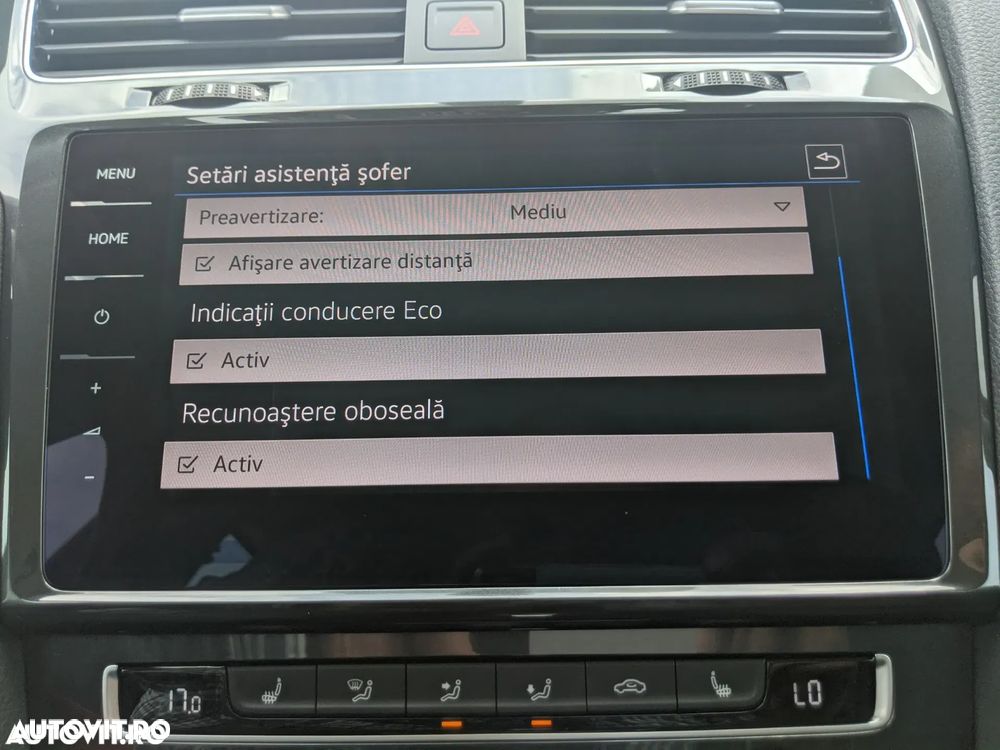 MENU
Setări asistenţă şofer
Preavertizare: Mediu
HOME
Afişare avertizare distanţă
Indicaţii conducere Eco
Activ
Recunoaştere oboseală
Activ
17.0
LO
AUTOVIT.RO